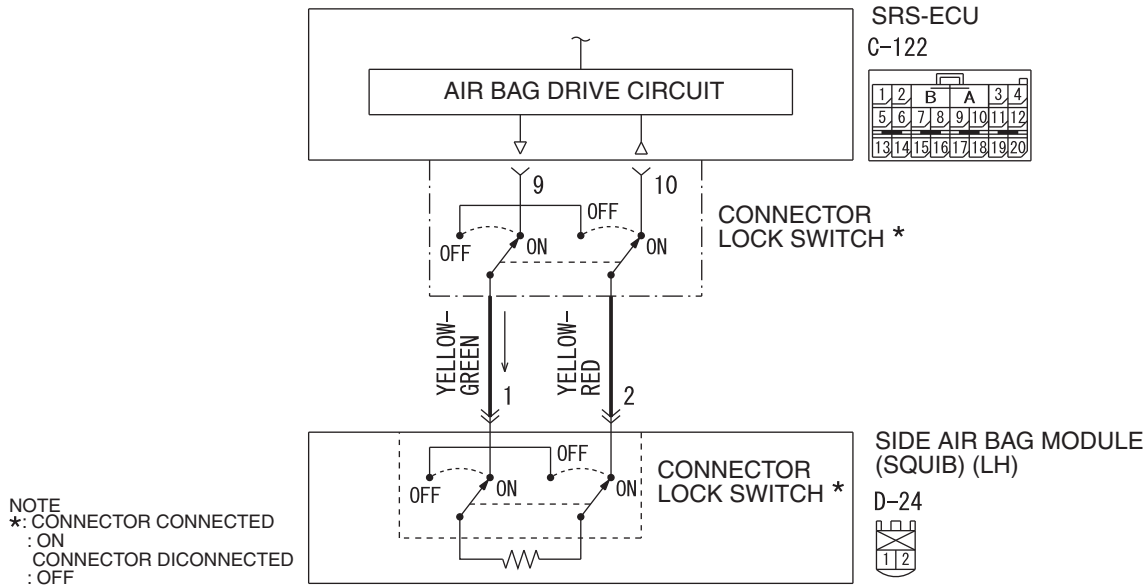 SRS-ECU
C-122
AIR BAG DRIVE CIRCUIT
1 2 B A 3 4
5 6 7 8 9 10 11 12
13 14 15 16 17 18 19 20
9 10
OFF ON OFF ON
CONNECTOR
LOCK SWITCH *
YELLOW-
GREEN
YELLOW-
RED
1 2
OFF ON OFF ON
CONNECTOR
LOCK SWITCH *
SIDE AIR BAG MODULE
(SQUIB) (LH)
D-24
1 2
NOTE
*: CONNECTOR CONNECTED
: ON
CONNECTOR DICONNECTED
: OFF